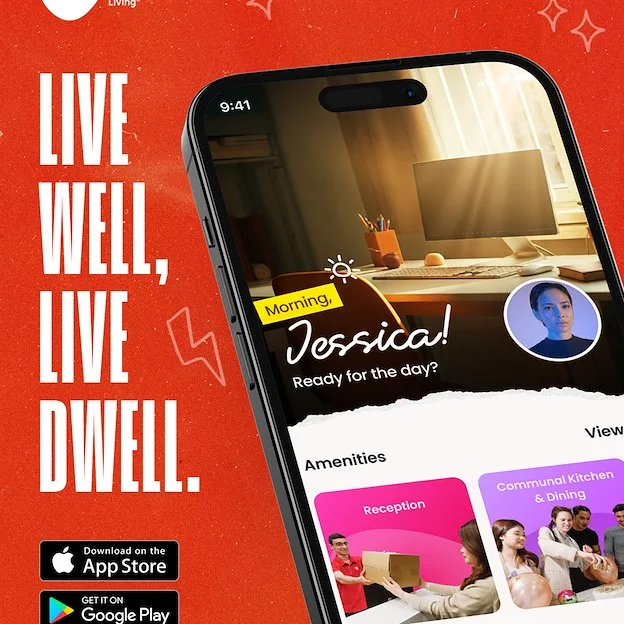 Living
LIVE
WELL,
LIVE
DWELL.
Download on the
App Store
GET IT ON
Google Play
9:41
Morning,
Jessica!
Ready for the day?
Amenities
View
Reception
Communal Kitchen
& Dining